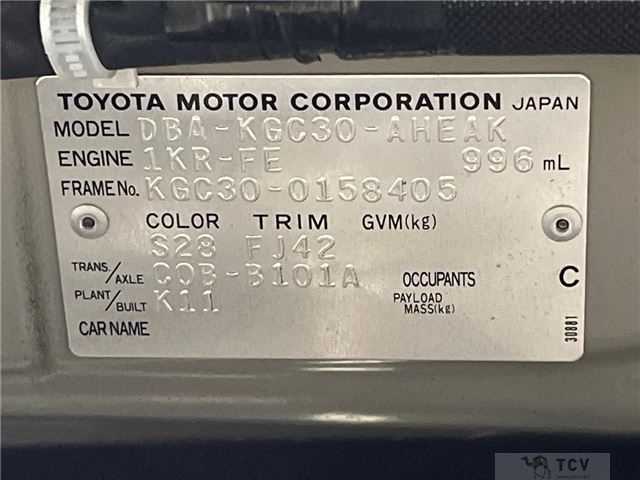 TOYOTA MOTOR CORPORATION JAPAN
MODEL DBA-KGC30-AHEAK
ENGINE 1KR-FE 996 mL
FRAME No. KGC30-0158405
COLOR TRIM GVM(kg)
S28 FJ42
TRANS./AXLE C0B-B101A OCCUPANTS C
PLANT/BUILT K11 PAYLOAD MASS(kg)
CAR NAME
30881
TCV